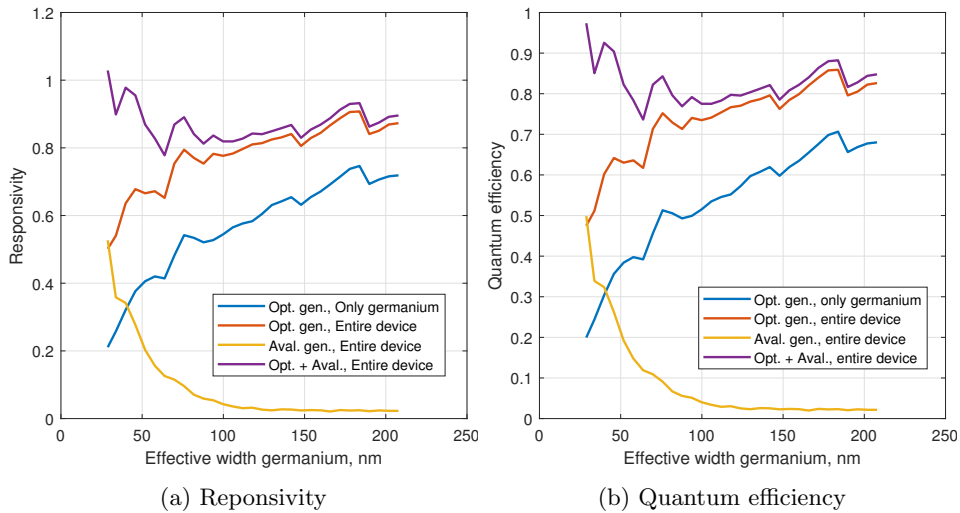 1.2
1
0.8
0.6
0.4
0.2
0
Responsivity
0
50
100
150
200
250
Effective width germanium, nm
Opt. gen., Only germanium
Opt. gen., Entire device
Aval. gen., Entire device
Opt. + Aval., Entire device
(a) Reponsivity
1
0.9
0.8
0.7
0.6
0.5
0.4
0.3
0.2
0.1
0
Quantum efficiency
0
50
100
150
200
250
Effective width germanium, nm
Opt. gen., only germanium
Opt. gen., entire device
Aval. gen., entire device
Opt. + Aval., entire device
(b) Quantum efficiency